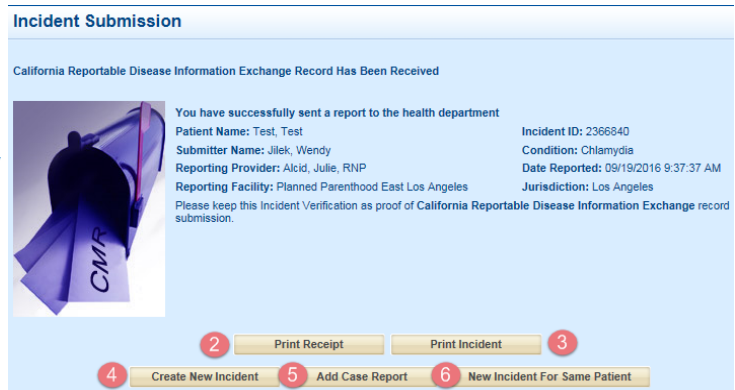 Incident Submission
California Reportable Disease Information Exchange Record Has Been Received
You have successfully sent a report to the health department
Patient Name: Test, Test Incident ID: 2366840
Submitter Name: Jilek, Wendy Condition: Chlamydia
Reporting Provider: Alcid, Julie, RNP Date Reported: 09/19/2016 9:37:37 AM
Reporting Facility: Planned Parenthood East Los Angeles Jurisdiction: Los Angeles
Please keep this Incident Verification as proof of California Reportable Disease Information Exchange record
submission.
CMR
2 Print Receipt Print Incident 3
4 Create New Incident 5 Add Case Report 6 New Incident For Same Patient